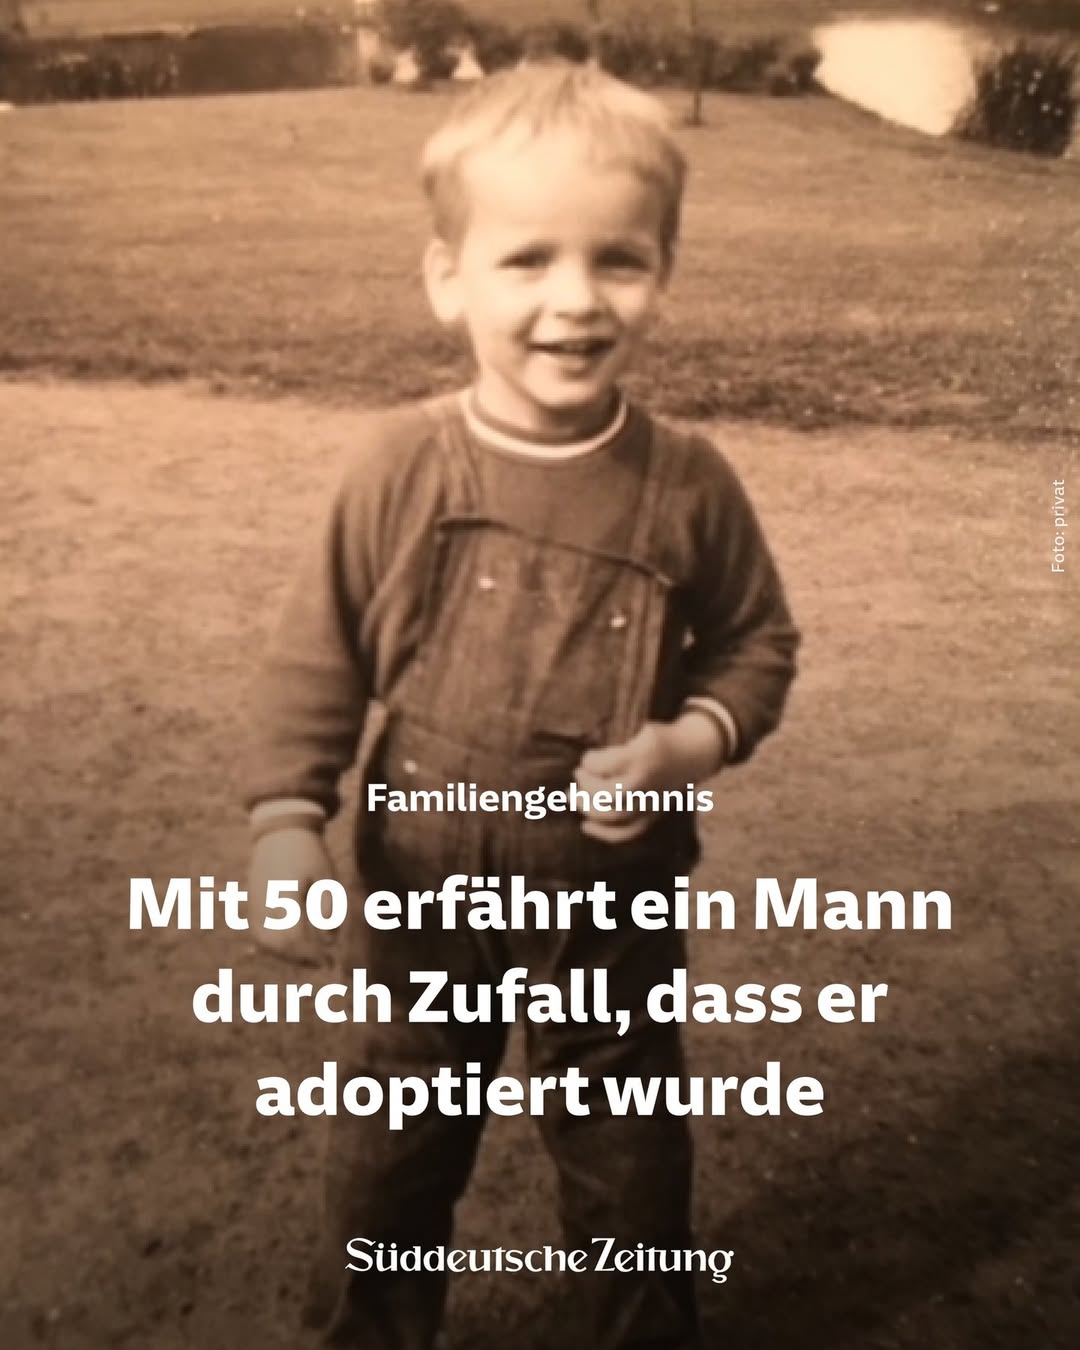 Foto: privat
Familiengeheimnis
Mit 50 erfährt ein Mann
durch Zufall, dass er
adoptiert wurde
Süddeutsche Zeitung